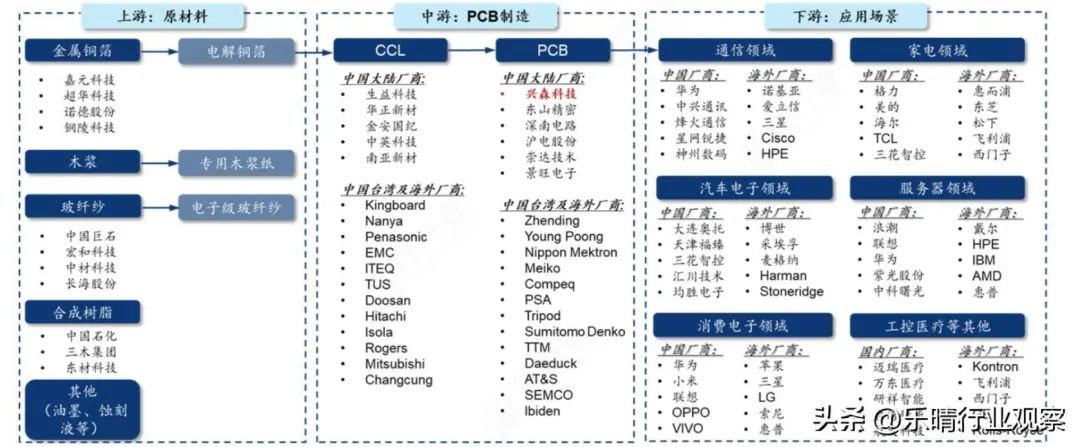 上游：原材料
金属铜箔
电解铜箔
• 嘉元科技
• 超华科技
• 诺德股份
• 铜陵科技
木浆
专用木浆纸
玻纤纱
电子级玻纤纱
• 中国巨石
• 宏和科技
• 中材科技
• 长海股份
合成树脂
• 中国石化
• 三木集团
• 东材科技
其他
（油墨、蚀刻
液等）
中游：PCB制造
CCL
中国大陆厂商:
• 生益科技
• 华正新材
• 金安国纪
• 中英科技
• 南亚新材
中国台湾及海外厂商:
• Kingboard
• Nanya
• Penasonic
• EMC
• ITEQ
• TUS
• Doosan
• Hitachi
• Isola
• Rogers
• Mitsubishi
• Changcung
PCB
中国大陆厂商:
• 兴森科技
• 东山精密
• 深南电路
• 沪电股份
• 崇达技术
• 景旺电子
中国台湾及海外厂商:
• Zhending
• Young Poong
• Nippon Mektron
• Meiko
• Compeq
• PSA
• Tripod
• Sumitomo Denko
• TTM
• Daeduck
• AT&S
• SEMCO
• Ibiden
下游：应用场景
通信领域
中国厂商:
• 华为
• 中兴通讯
• 烽火通信
• 星网锐捷
• 神州数码
海外厂商:
• 诺基亚
• 爱立信
• 三星
• Cisco
• HPE
家电领域
中国厂商:
• 格力
• 美的
• 海尔
• TCL
• 三花智控
海外厂商:
• 惠而浦
• 东芝
• 松下
• 飞利浦
• 西门子
汽车电子领域
中国厂商:
• 大连奥托
• 天津福臻
• 三花智控
• 汇川技术
• 均胜电子
海外厂商:
• 博世
• 采埃孚
• 麦格纳
• Harman
• Stoneridge
服务器领域
中国厂商:
• 浪潮
• 联想
• 华为
• 紫光股份
• 中科曙光
海外厂商:
• 戴尔
• HPE
• IBM
• AMD
• 惠普
消费电子领域
中国厂商:
• 华为
• 小米
• 联想
• OPPO
• VIVO
海外厂商:
• 苹果
• 三星
• LG
• 索尼
• 惠普
工控医疗等其他
国内厂商:
• 迈瑞医疗
• 万东医疗
• 研祥智能
海外厂商:
• Kontron
• 飞利浦
• 西门子
• Rolls-Royce
头条 @乐晴行业观察